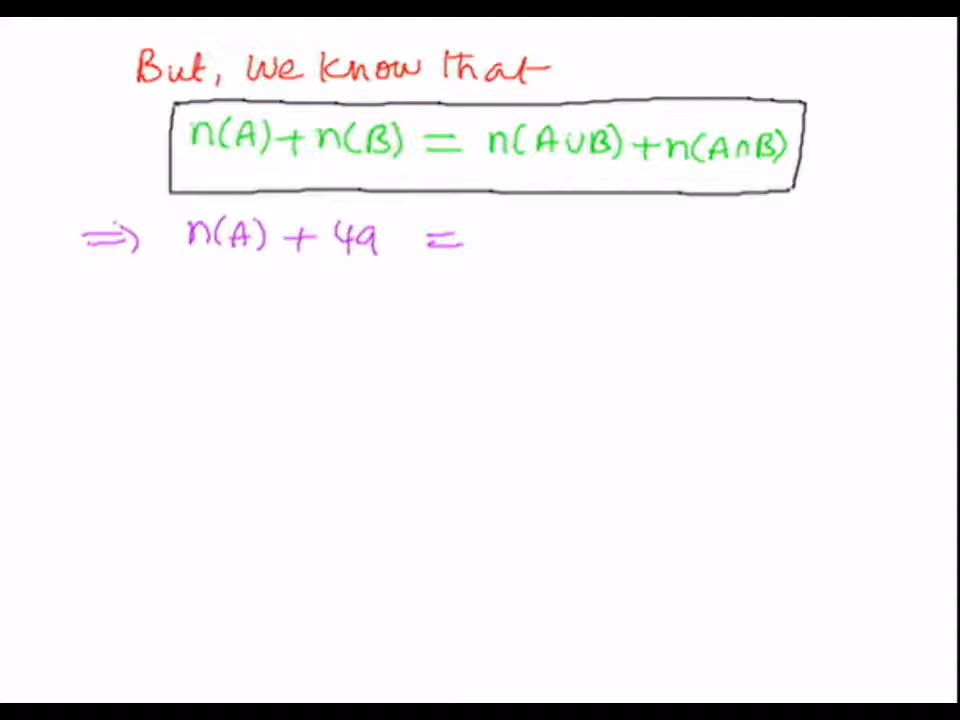 But, we know that
n(A) + n(B) = n(A∪B) + n(A∩B)
⇒ n(A) + 49 =